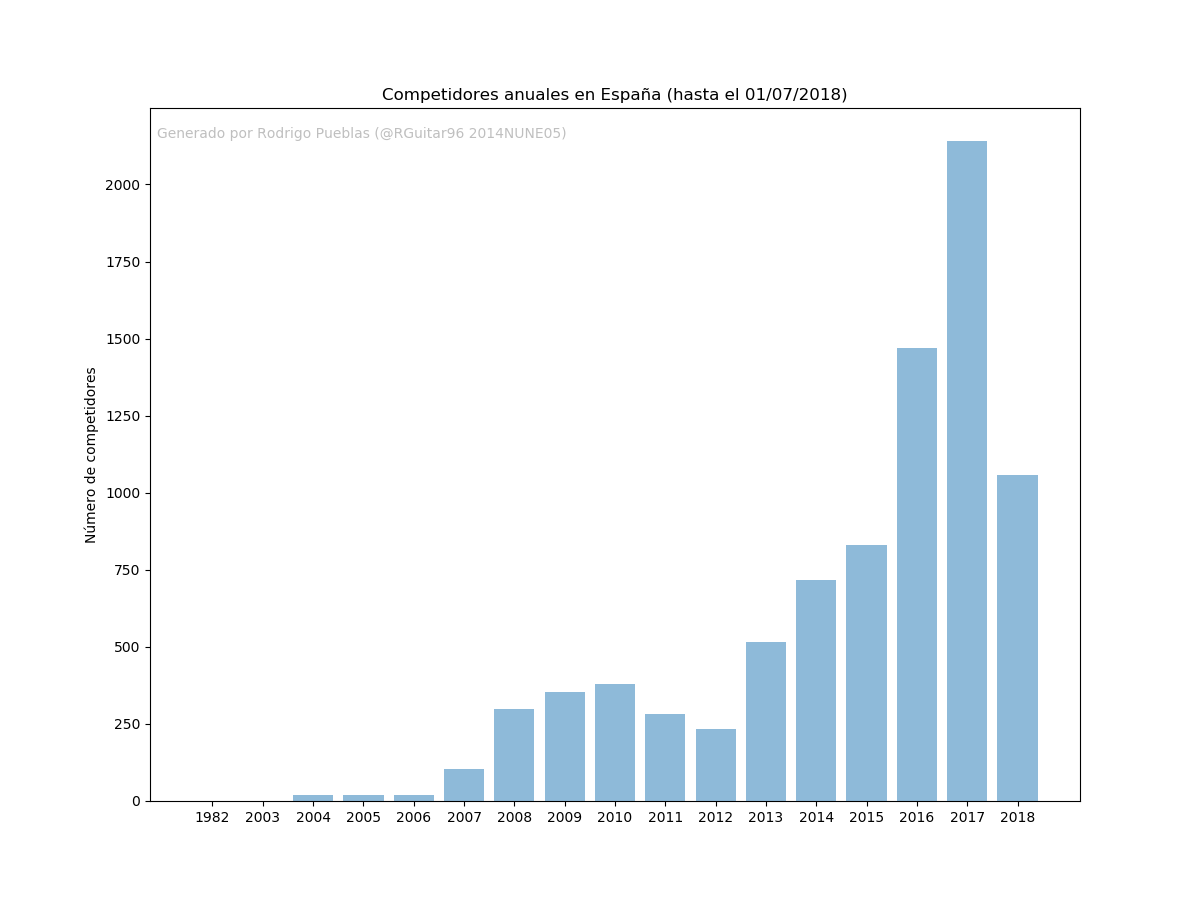 Competidores anuales en España (hasta el 01/07/2018)
Generado por Rodrigo Pueblas (@RGuitar96 2014NUNE05)
Número de competidores
2000
1750
1500
1250
1000
750
500
250
0
1982 2003 2004 2005 2006 2007 2008 2009 2010 2011 2012 2013 2014 2015 2016 2017 2018